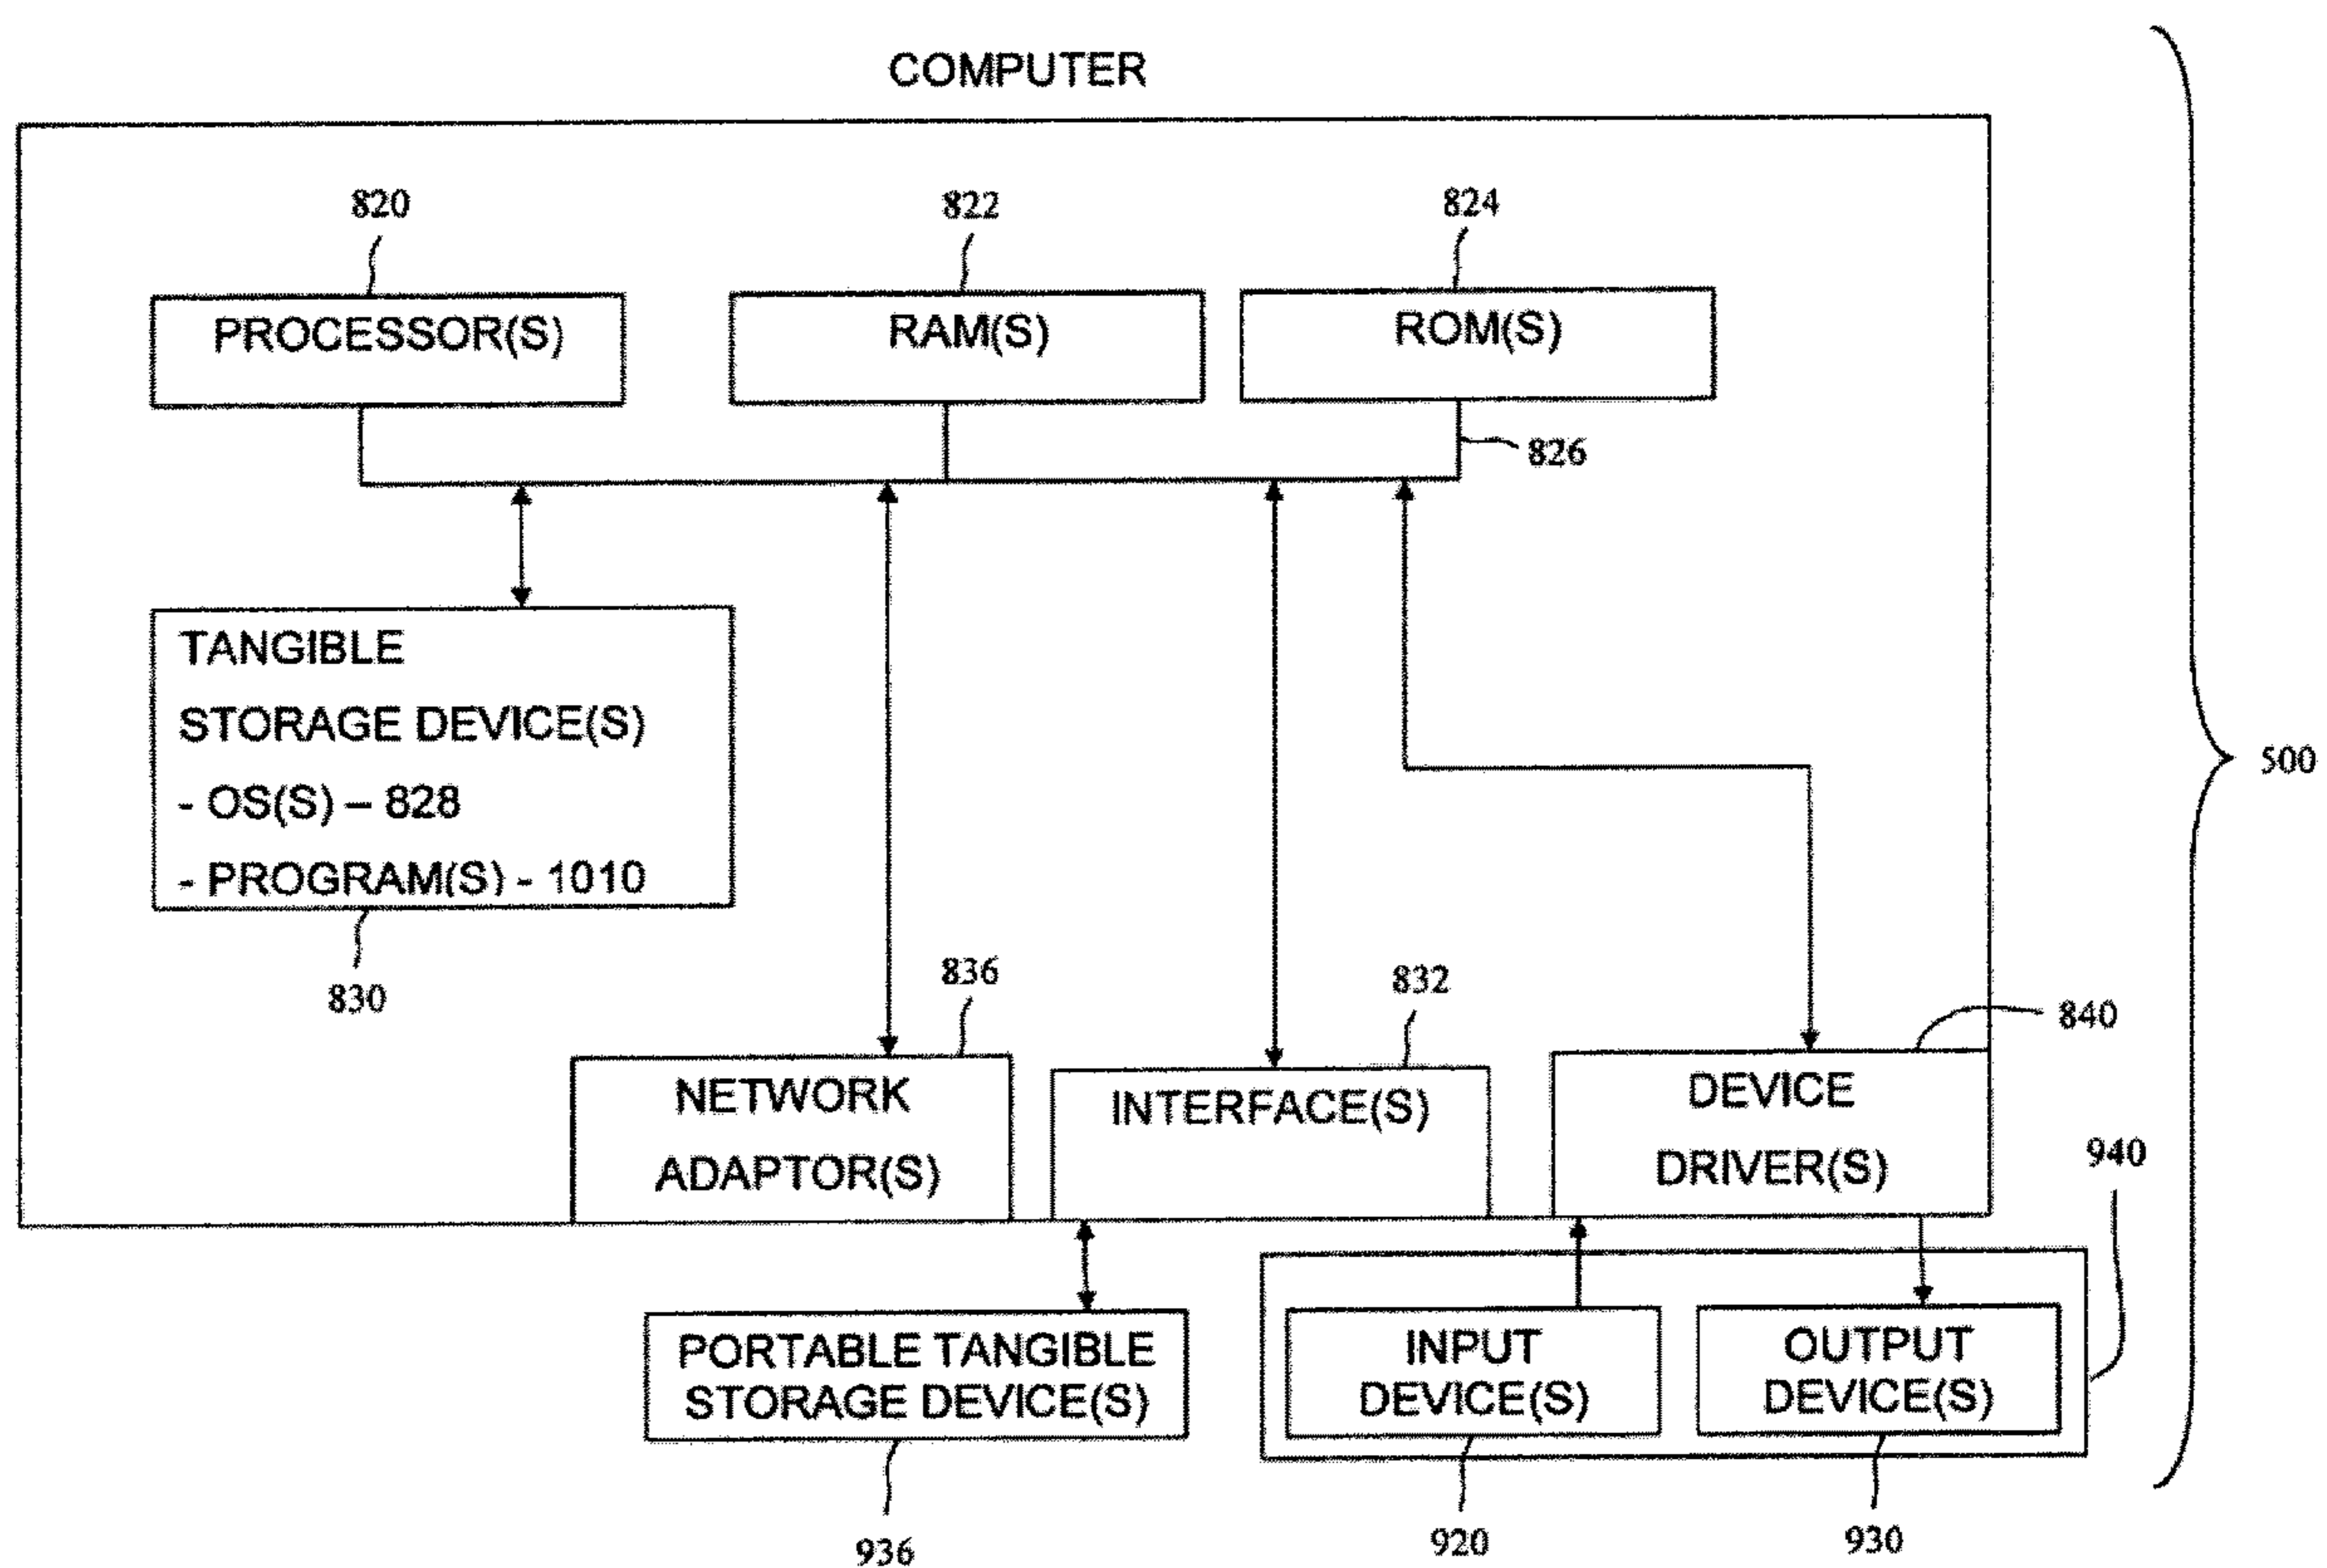 COMPUTER
820
822
824
PROCESSOR(S)
RAM(S)
ROM(S)
826
TANGIBLE
STORAGE DEVICE(S)
- OS(S) – 828
- PROGRAM(S) - 1010
830
500
836
832
840
NETWORK
ADAPTOR(S)
INTERFACE(S)
DEVICE
DRIVER(S)
940
PORTABLE TANGIBLE
STORAGE DEVICE(S)
INPUT
DEVICE(S)
OUTPUT
DEVICE(S)
936
920
930